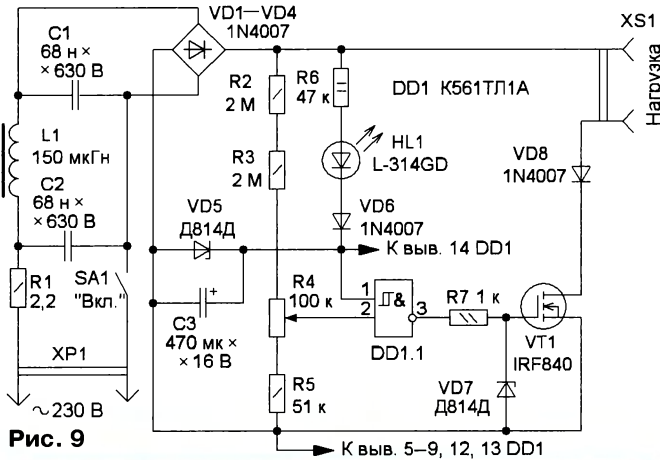 VD1—VD4
1N4007
XS1
C1
68 н ×
× 630 В
R2
2 М
R6
47 к
DD1 К561ТЛ1А
Нагрузка
L1
150 мкГн
R3
2 М
HL1
L-314GD
VD8
1N4007
C2
68 н ×
× 630 В
VD5
Д814Д
VD6
1N4007
К выв. 14 DD1
R1
2,2
SA1
"Вкл."
C3
470 мк ×
× 16 В
R4
100 к
1
2
&
3
DD1.1
R7 1 к
VT1
IRF840
XP1
R5
51 к
VD7
Д814Д
~230 В
Рис. 9
К выв. 5–9, 12, 13 DD1